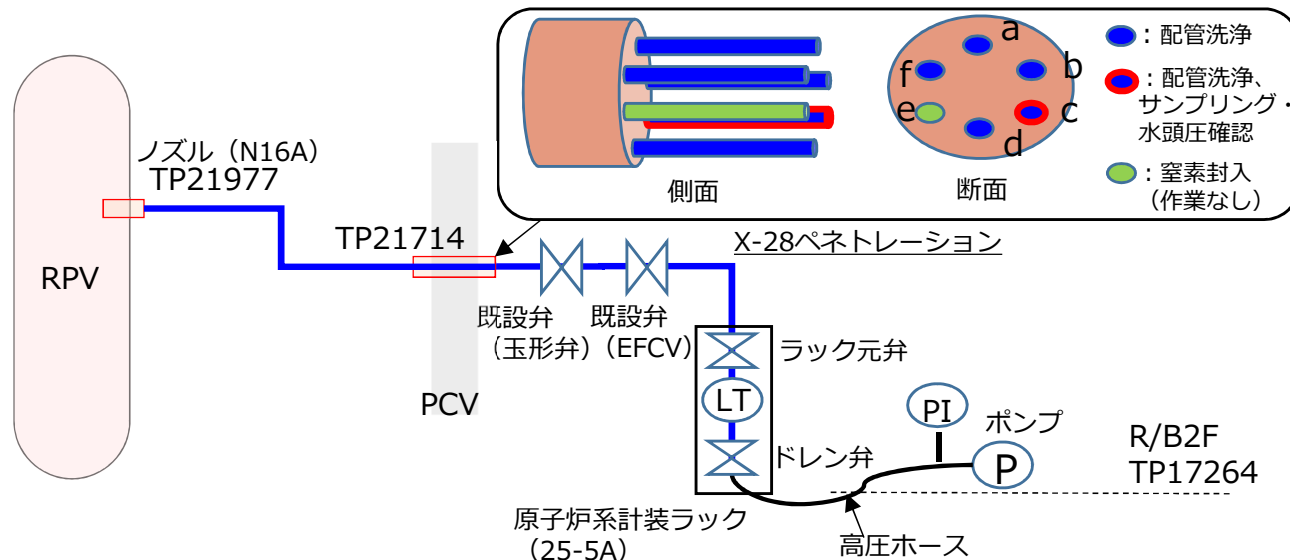 a
b
c
d
e
f
：配管洗浄
：配管洗浄、
サンプリング・
水頭圧確認
：窒素封入
（作業なし）
側面
断面
X-28ペネトレーション
ノズル（N16A）
TP21977
TP21714
RPV
PCV
既設弁
（玉形弁）
既設弁
（EFCV）
ラック元弁
LT
ドレン弁
PI
ポンプ
P
R/B2F
TP17264
原子炉系計装ラック
（25-5A）
高圧ホース